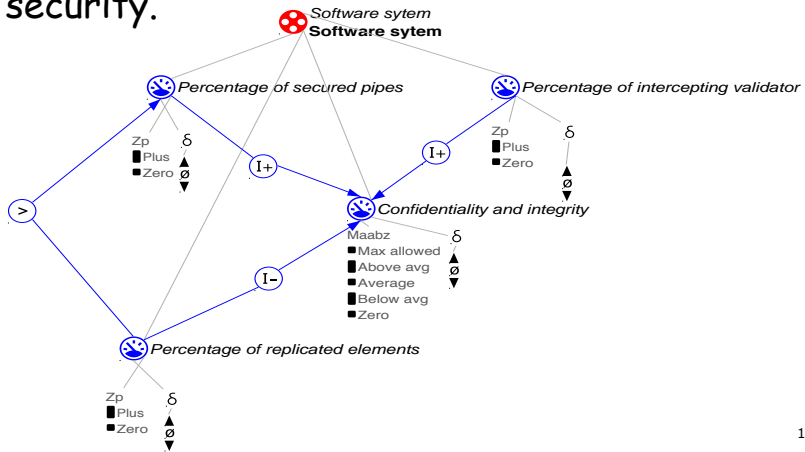 security.
Software sytem
Software sytem
Percentage of secured pipes
Percentage of intercepting validator
Zp
Plus
Zero
δ
ø
I+
Zp
Plus
Zero
δ
ø
I+
>
Confidentiality and integrity
Maabz
Max allowed
Above avg
Average
Below avg
Zero
δ
ø
I-
Percentage of replicated elements
Zp
Plus
Zero
δ
ø
1